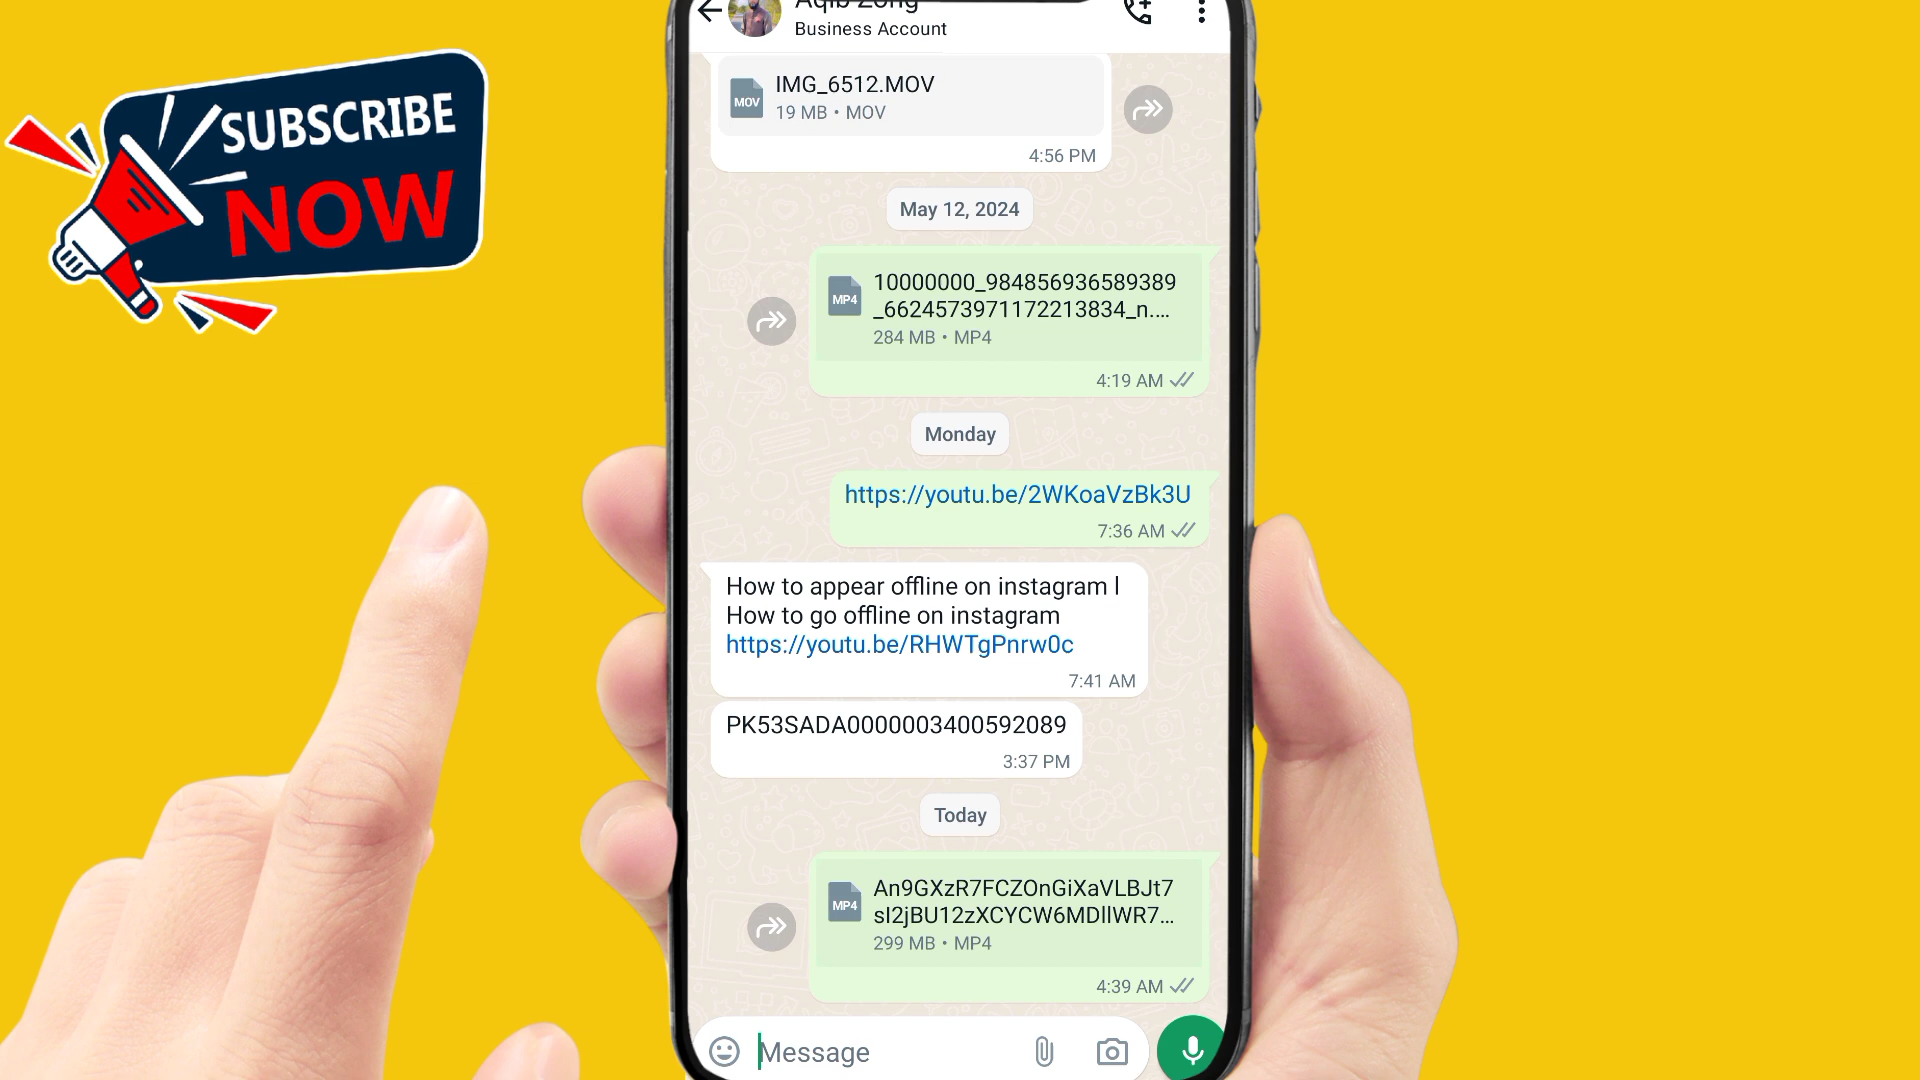 SUBSCRIBE
NOW
Aqib Zong
Business Account
MOV
IMG_6512.MOV
19 MB • MOV
4:56 PM
May 12, 2024
MP4
10000000_984856936589389
_6624573971172213834_n....
284 MB • MP4
4:19 AM
Monday
https://youtu.be/2WKoaVzBk3U
7:36 AM
How to appear offline on instagram l
How to go offline on instagram
https://youtu.be/RHWTgPnrw0c
7:41 AM
PK53SADA0000003400592089
3:37 PM
Today
MP4
An9GXzR7FCZOnGiXaVLBJt7
sI2jBU12zXCYCW6MDllWR7...
299 MB • MP4
4:39 AM
Message